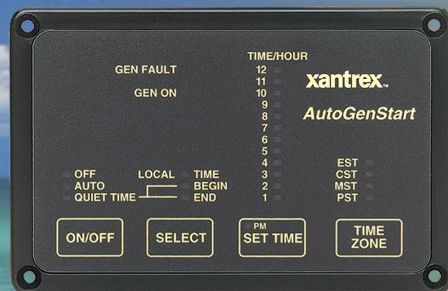 TIME/HOUR
GEN FAULT
GEN ON
12
11
10
9
8
7
6
5
4
3
2
1
xantrex™
AutoGenStart
OFF
AUTO
QUIET TIME
LOCAL TIME
BEGIN
END
EST
CST
MST
PST
ON/OFF
SELECT
PM
SET TIME
TIME
ZONE